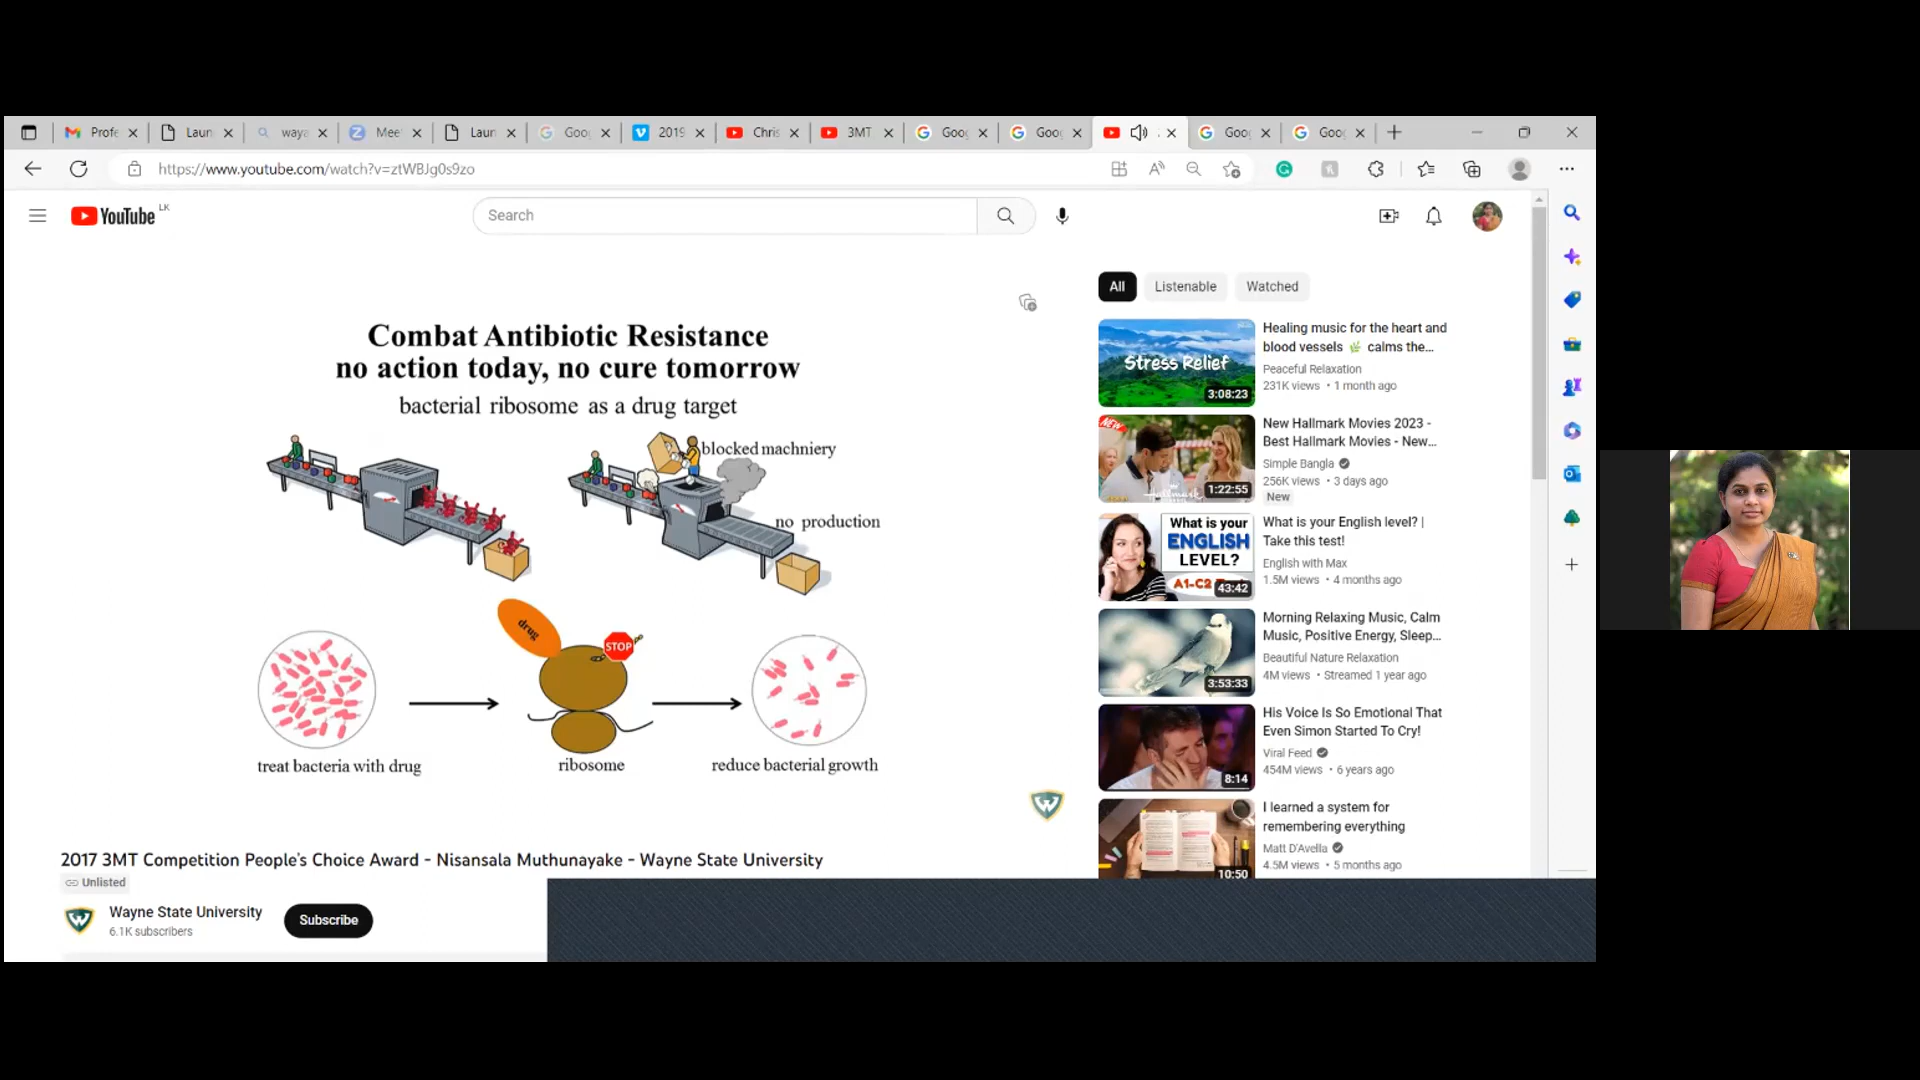 Profe
Laun
waya
Mee
Laun
Goo
2019
Chris
3MT
Goo
Goo
Goo
Goo
https://www.youtube.com/watch?v=ztWBJg0s9zo
YouTube LK
Search
All
Listenable
Watched
Combat Antibiotic Resistance
no action today, no cure tomorrow
bacterial ribosome as a drug target
blocked machniery
no production
drug
STOP
treat bacteria with drug
ribosome
reduce bacterial growth
Stress Relief
3:08:23
Healing music for the heart and
blood vessels 🌿 calms the...
Peaceful Relaxation
231K views • 1 month ago
NEW
1:22:55
New Hallmark Movies 2023 -
Best Hallmark Movies - New...
Simple Bangla
256K views • 3 days ago
New
What is your
ENGLISH
LEVEL?
A1-C2
43:42
What is your English level? |
Take this test!
English with Max
1.5M views • 4 months ago
3:53:33
Morning Relaxing Music, Calm
Music, Positive Energy, Sleep...
Beautiful Nature Relaxation
4M views • Streamed 1 year ago
8:14
His Voice Is So Emotional That
Even Simon Started To Cry!
Viral Feed
454M views • 6 years ago
10:50
I learned a system for
remembering everything
Matt D'Avella
4.5M views • 5 months ago
2017 3MT Competition People's Choice Award - Nisansala Muthunayake - Wayne State University
Unlisted
Wayne State University
6.1K subscribers
Subscribe